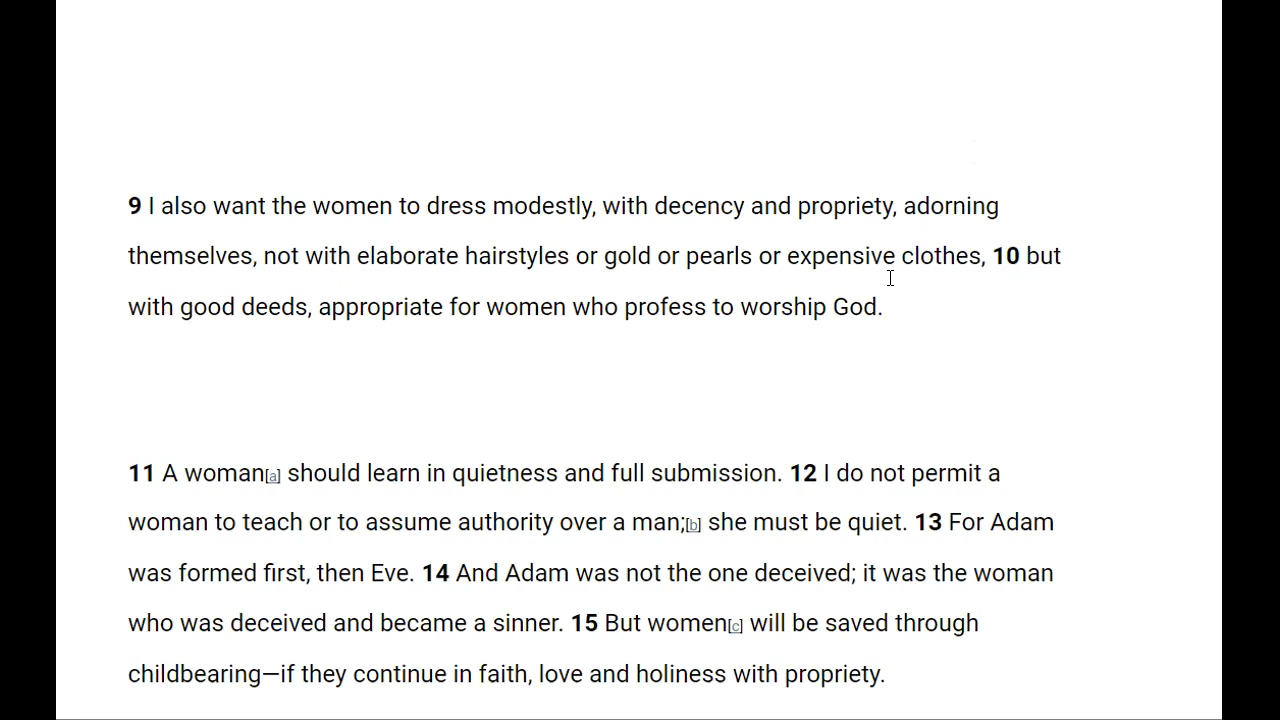 9 I also want the women to dress modestly, with decency and propriety, adorning
themselves, not with elaborate hairstyles or gold or pearls or expensive clothes, 10 but
with good deeds, appropriate for women who profess to worship God.
11 A woman[a] should learn in quietness and full submission. 12 I do not permit a
woman to teach or to assume authority over a man;[b] she must be quiet. 13 For Adam
was formed first, then Eve. 14 And Adam was not the one deceived; it was the woman
who was deceived and became a sinner. 15 But women[c] will be saved through
childbearing—if they continue in faith, love and holiness with propriety.